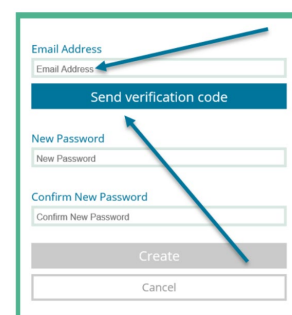 Email Address
Email Address
Send verification code
New Password
New Password
Confirm New Password
Confirm New Password
Create
Cancel